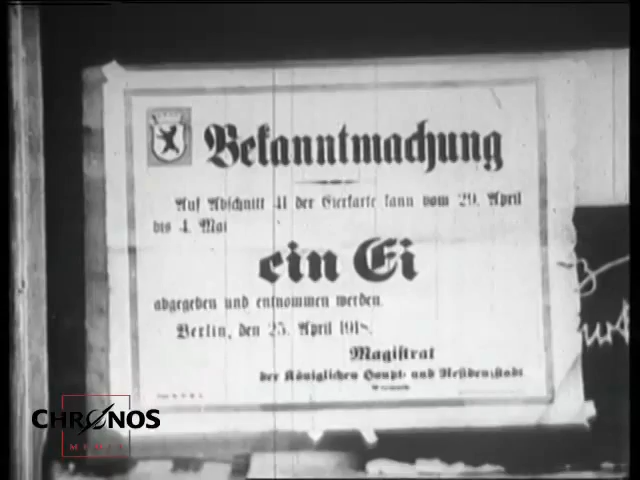 Bekanntmachung
Auf Abschnitt 41 der Eierkarte kann vom 29. April
bis 4. Mai
ein Ei
abgegeben und entnommen werden.
Berlin, den 25. April 1918.
Magistrat
der Königlichen Haupt- und Residenzstadt
CHRONOS
MEDIA